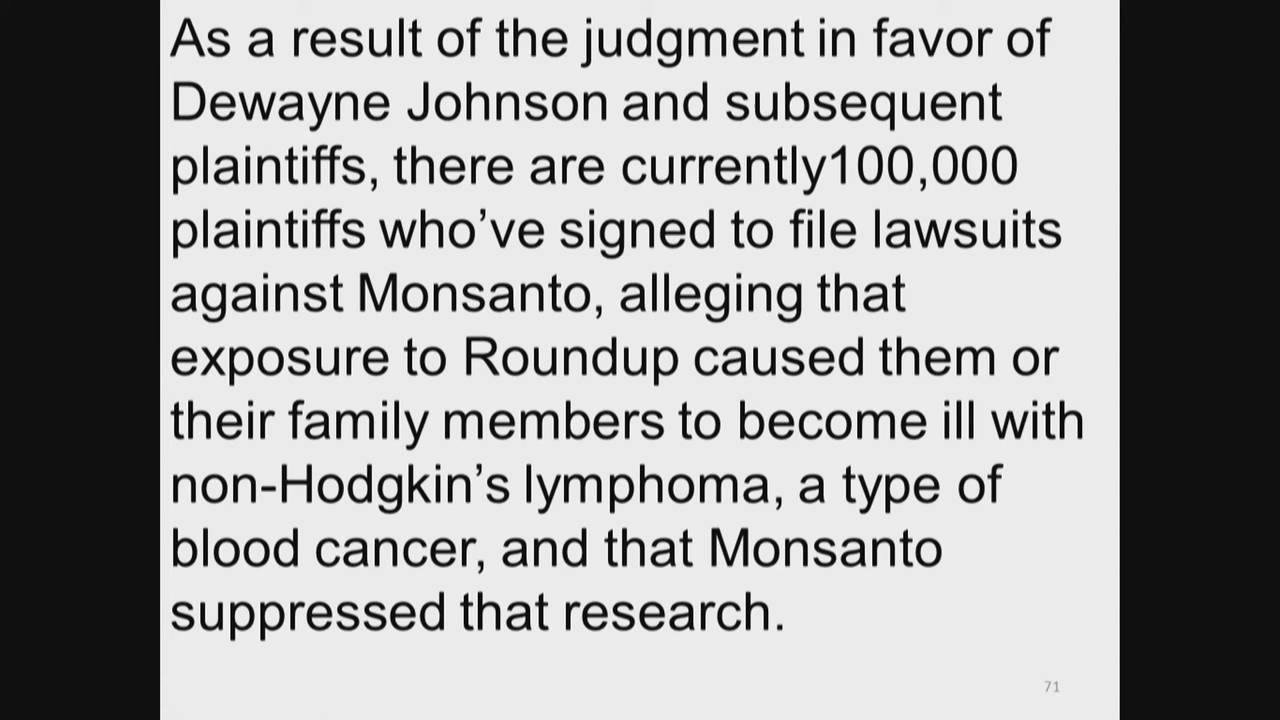 As a result of the judgment in favor of
Dewayne Johnson and subsequent
plaintiffs, there are currently100,000
plaintiffs who’ve signed to file lawsuits
against Monsanto, alleging that
exposure to Roundup caused them or
their family members to become ill with
non-Hodgkin’s lymphoma, a type of
blood cancer, and that Monsanto
suppressed that research.
71